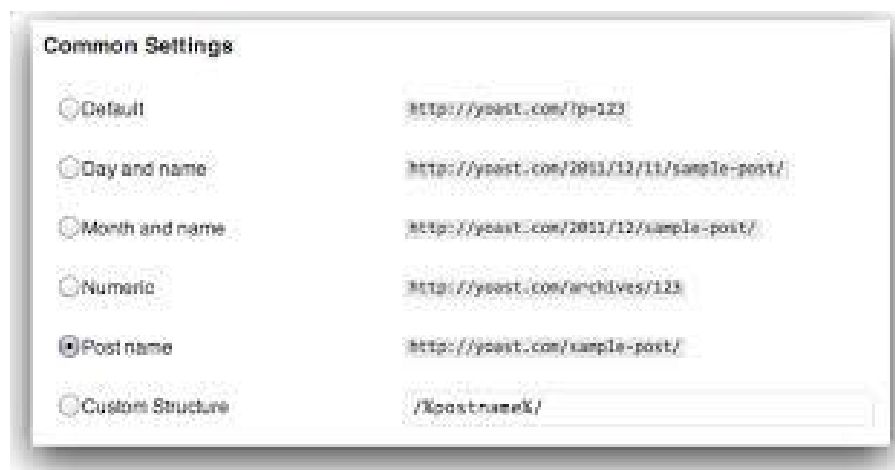 Common Settings
Default http://yoast.com/?p=123
Day and name http://yoast.com/2011/12/11/sample-post/
Month and name http://yoast.com/2011/12/sample-post/
Numeric http://yoast.com/archives/123
Post name http://yoast.com/sample-post/
Custom Structure /%postname%/